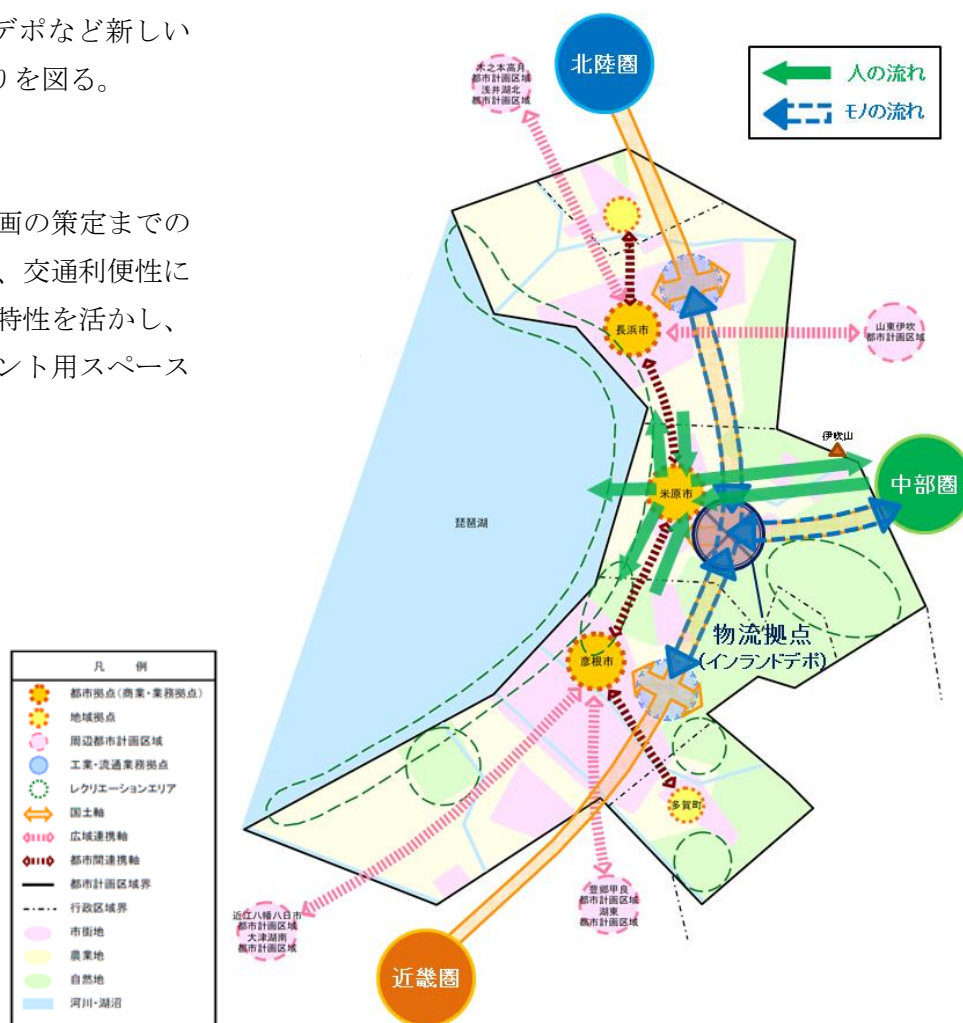 デポなど新しい
りを図る。
画の策定までの
、交通利便性に
特性を活かし、
ント用スペース
北陸圏
人の流れ
モノの流れ
木之本高月
都市計画区域
浅井湖北
都市計画区域
長浜市
山東伊吹
都市計画区域
伊吹山
中部圏
米原市
琵琶湖
物流拠点
(インランドデポ)
彦根市
多賀町
豊郷甲良
都市計画区域
湖東
都市計画区域
近江八幡八日市
都市計画区域
大津湖南
都市計画区域
近畿圏
凡 例
都市拠点(商業・業務拠点)
地域拠点
周辺都市計画区域
工業・流通業務拠点
レクリエーションエリア
国土軸
広域連携軸
都市間連携軸
都市計画区域界
行政区域界
市街地
農業地
自然地
河川・湖沼